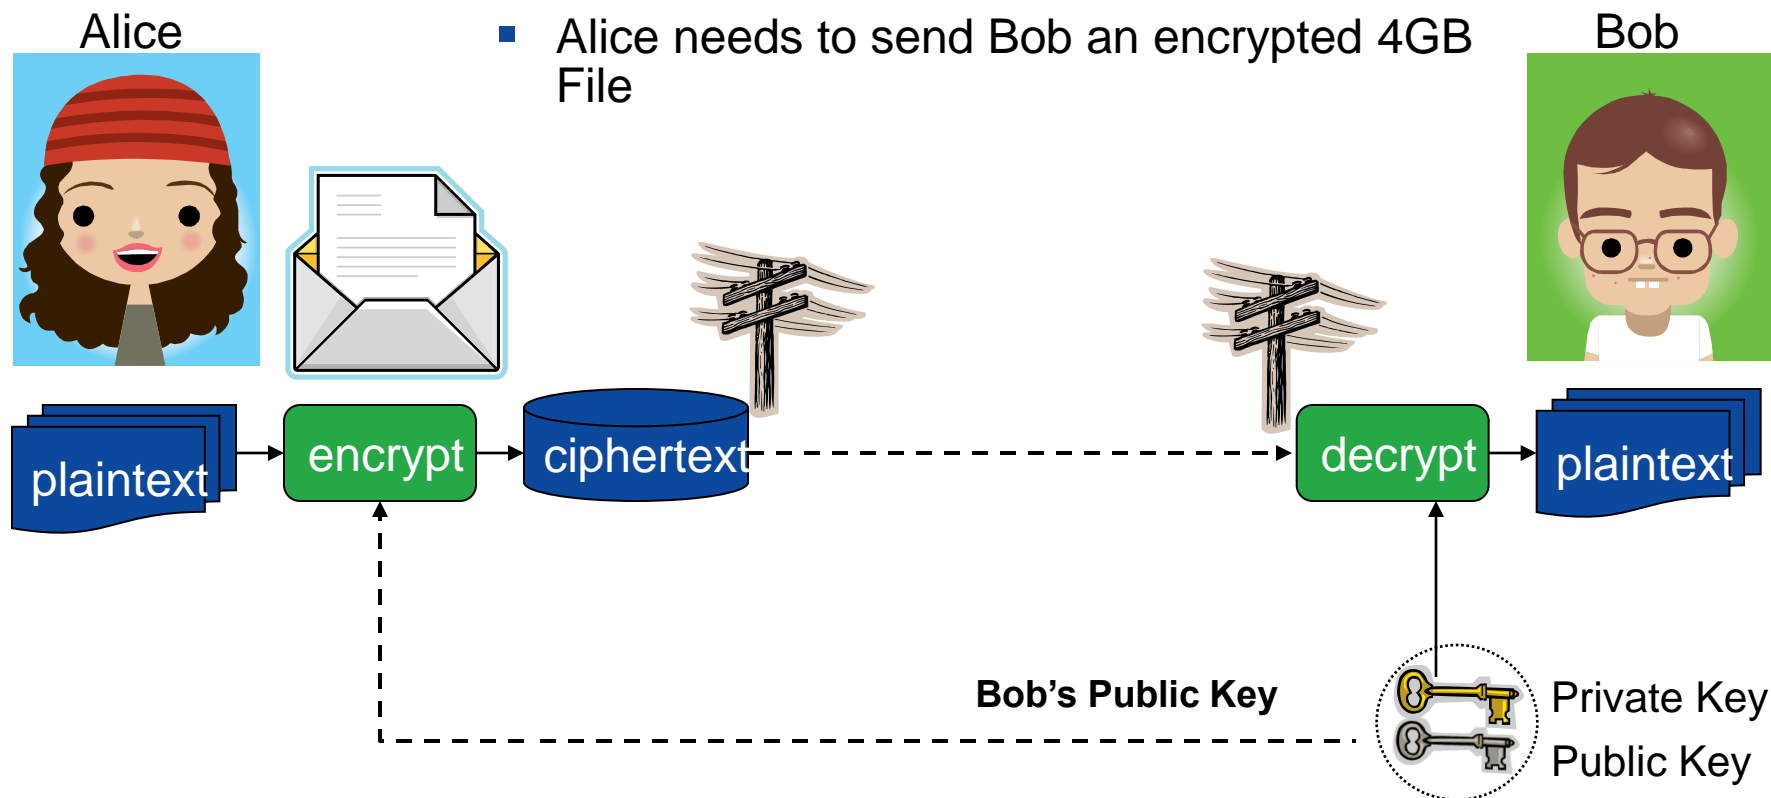 Alice
Alice needs to send Bob an encrypted 4GB
File
Bob
plaintext
encrypt
ciphertext
decrypt
plaintext
Bob’s Public Key
Private Key
Public Key